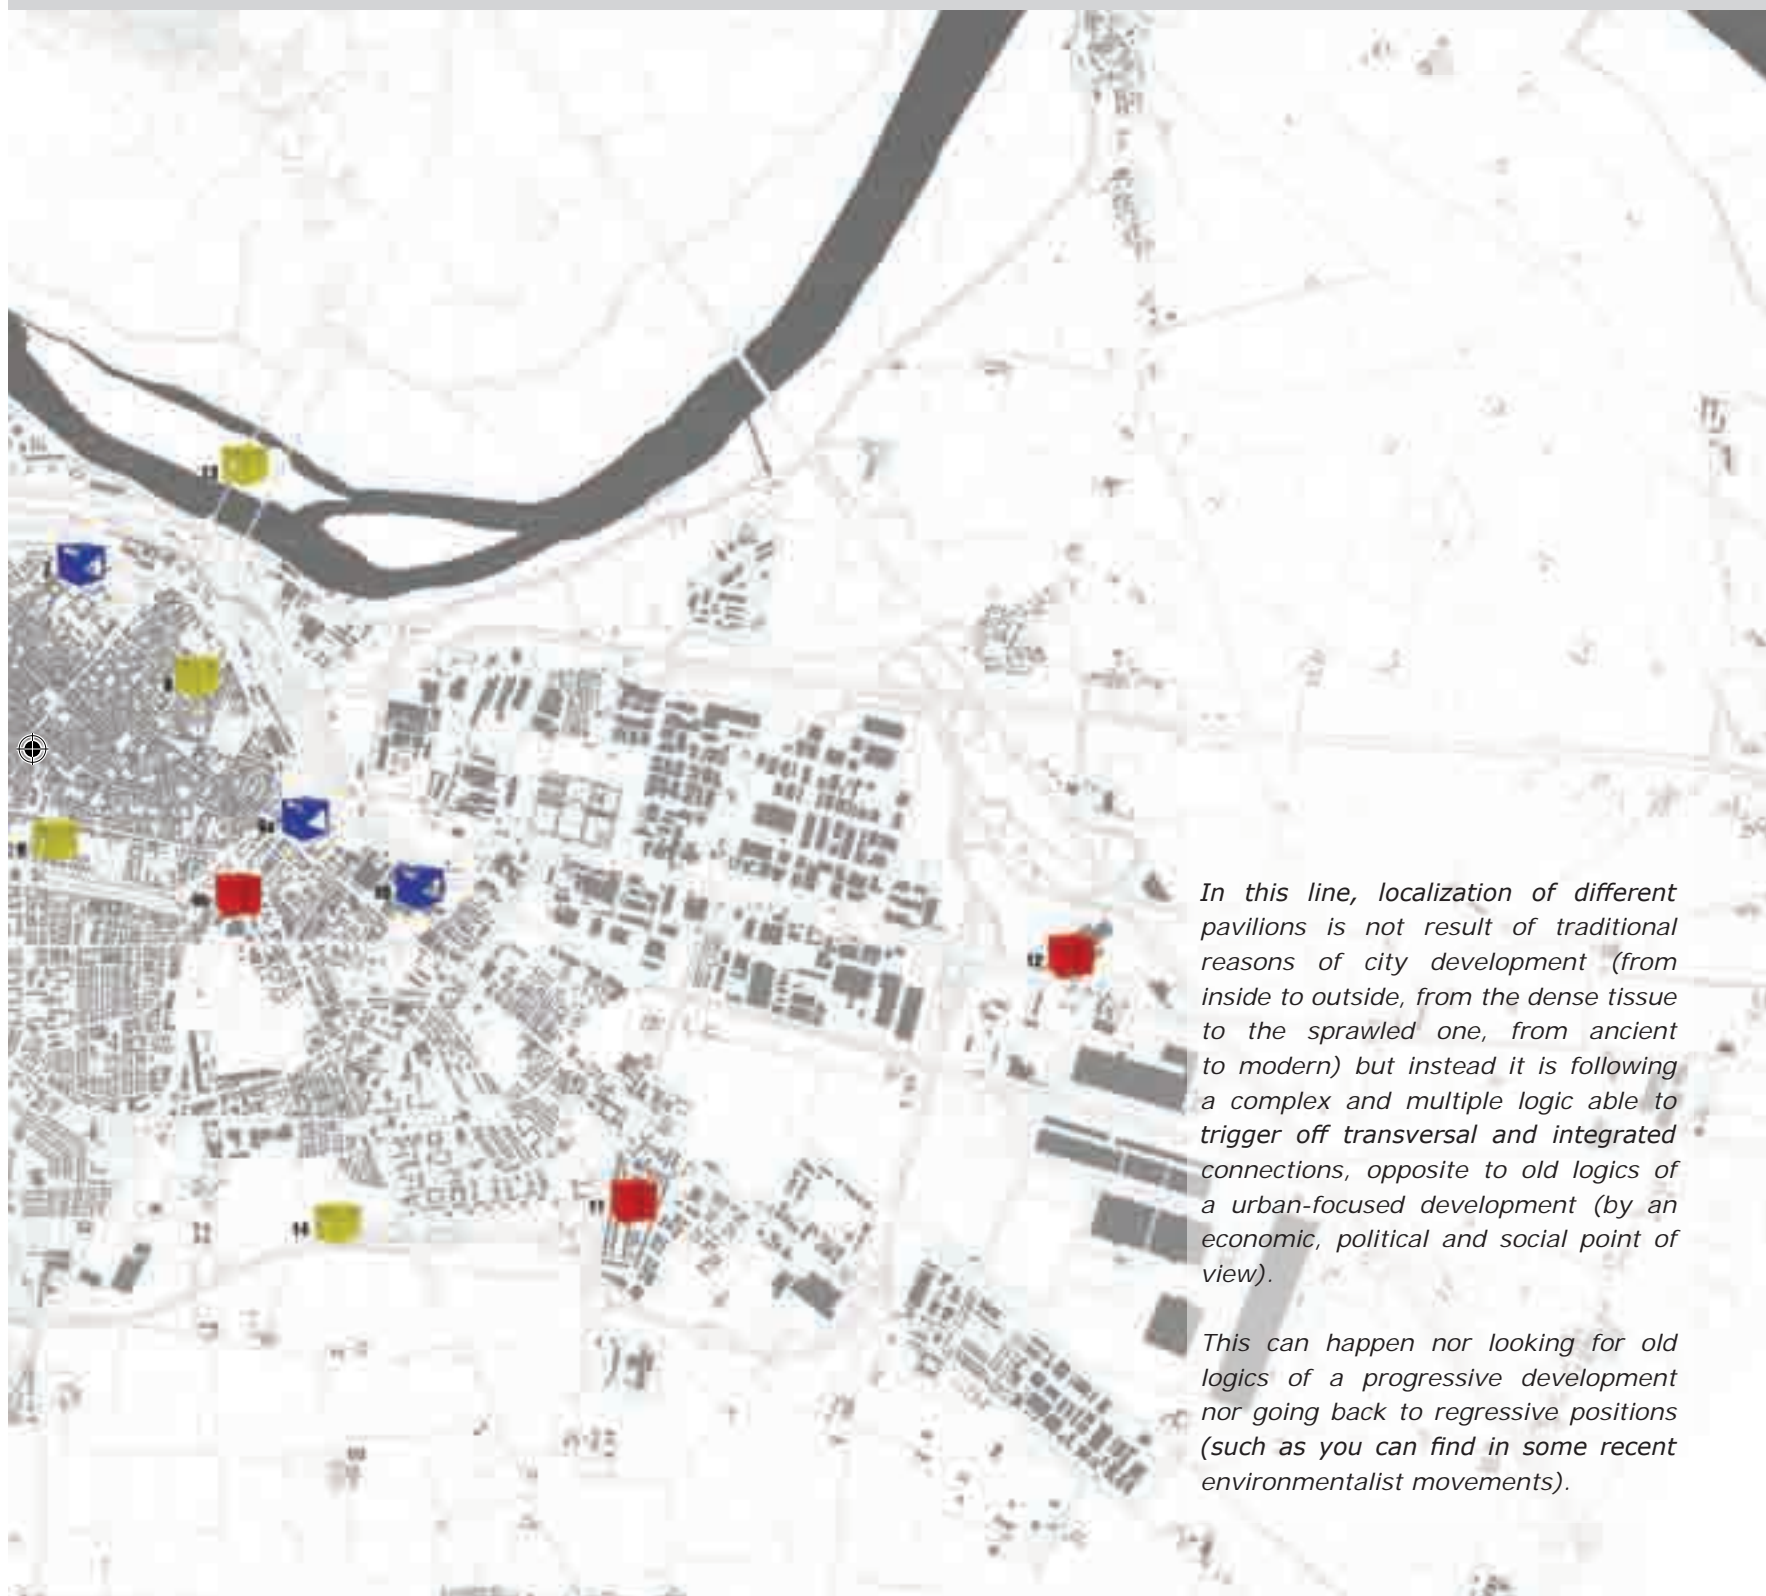 13
12
11
14
In this line, localization of different
pavilions is not result of traditional
reasons of city development (from
inside to outside, from the dense tissue
to the sprawled one, from ancient
to modern) but instead it is following
a complex and multiple logic able to
trigger off transversal and integrated
connections, opposite to old logics of
a urban-focused development (by an
economic, political and social point of
view).
This can happen nor looking for old
logics of a progressive development
nor going back to regressive positions
(such as you can find in some recent
environmentalist movements).